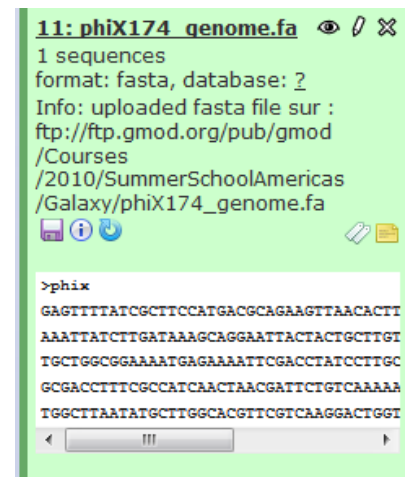 11: phiX174_genome.fa
1 sequences
format: fasta, database: ?
Info: uploaded fasta file sur :
ftp://ftp.gmod.org/pub/gmod
/Courses
/2010/SummerSchoolAmericas
/Galaxy/phiX174_genome.fa
>phix
GAGTTTTATCGCTTCCATGACGCAGAAGTTAACACTT
AAATTATCTTGATAAAGCAGGAATTACTACTGCTTGT
TGCTGGCGGAAAATGAGAAAATTCGACCTATCCTTGC
GCGACCTTTCGCCATCAACTAACGATTCTGTCAAAAA
TGGCTTAATATGCTTGGCACGTTCGTCAAGGACTGGT